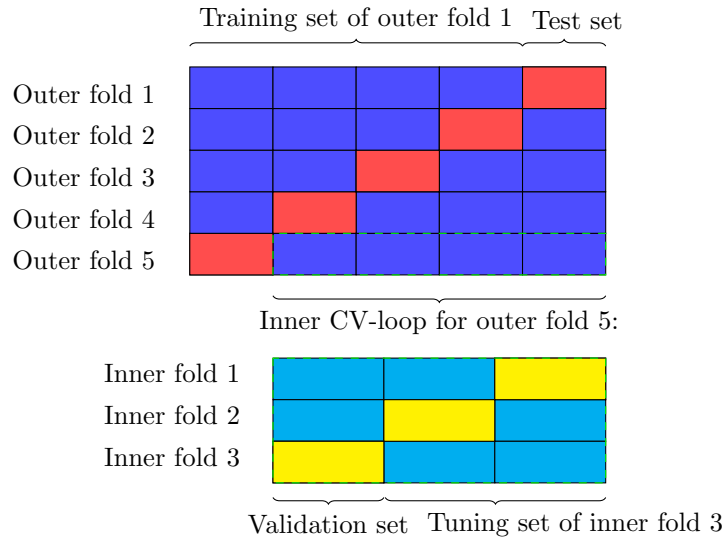 Training set of outer fold 1 Test set
Outer fold 1
Outer fold 2
Outer fold 3
Outer fold 4
Outer fold 5
Inner CV-loop for outer fold 5:
Inner fold 1
Inner fold 2
Inner fold 3
Validation set Tuning set of inner fold 3